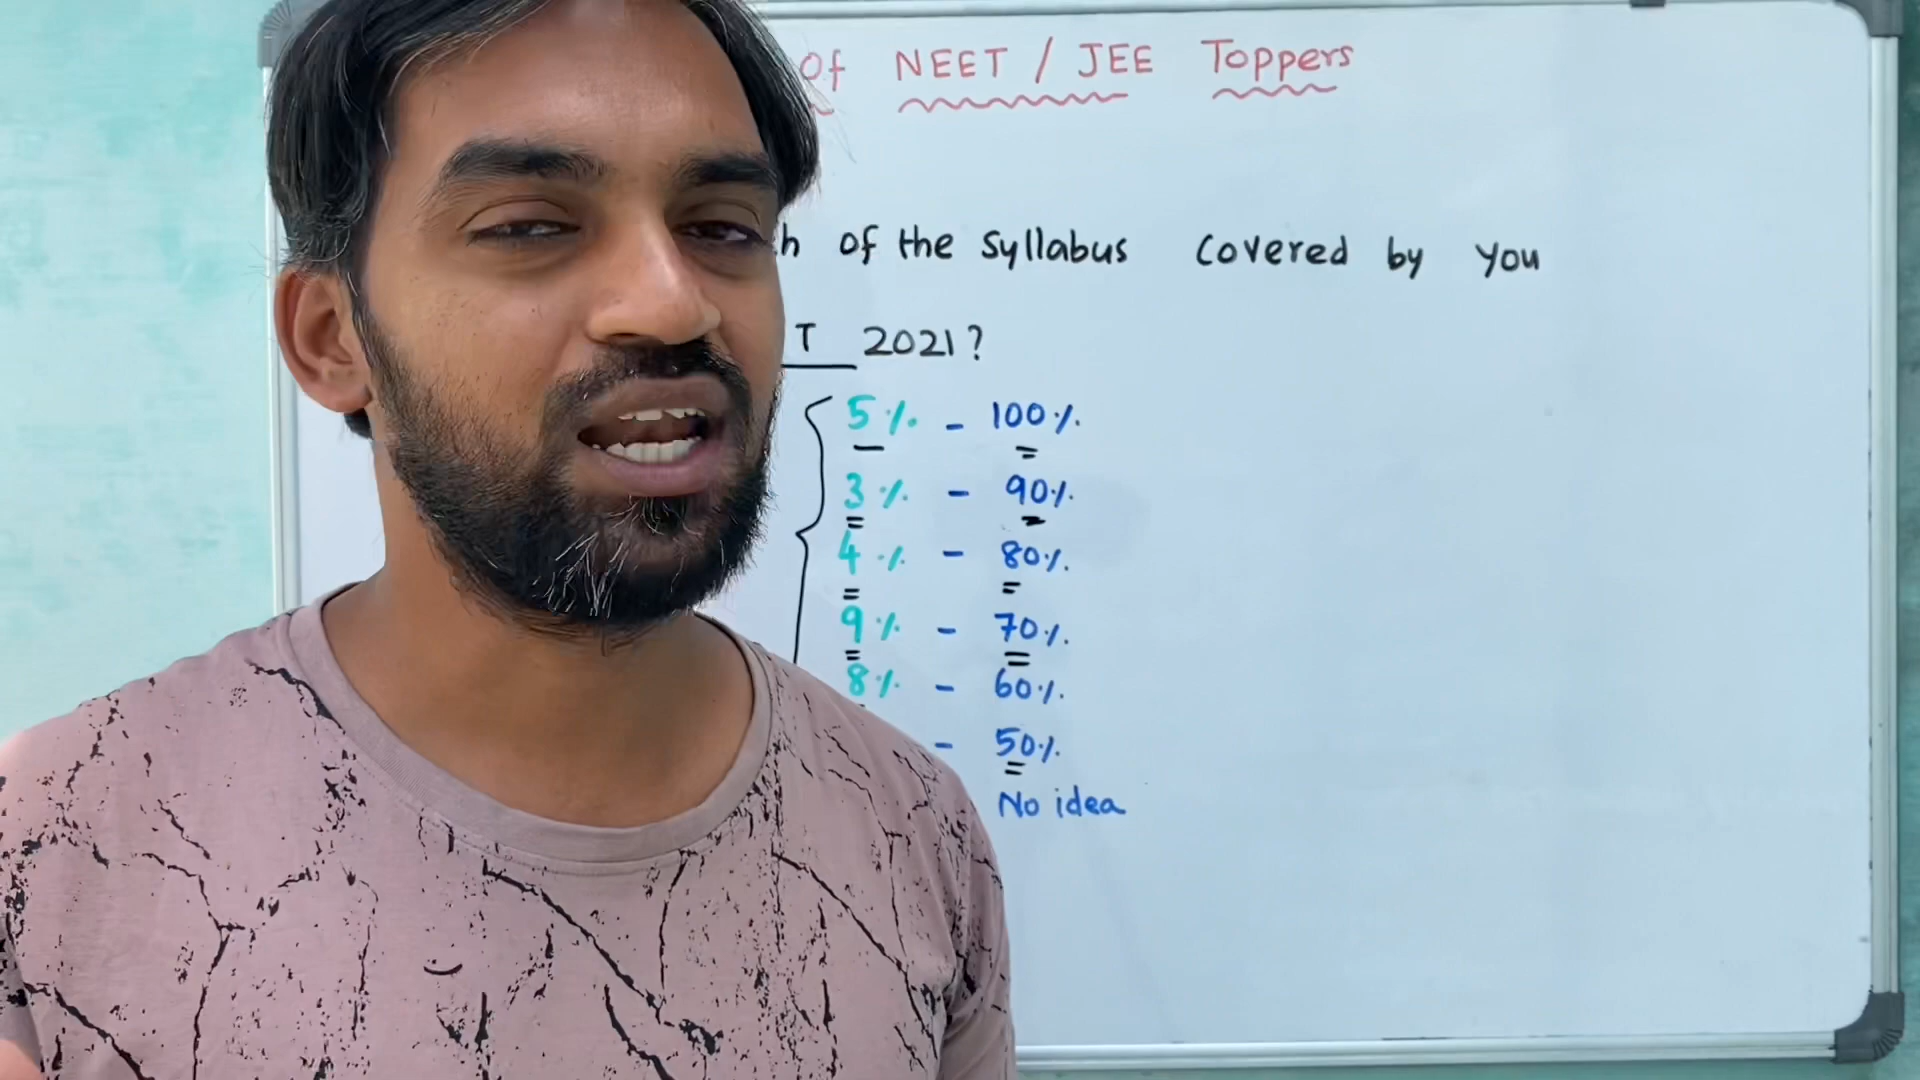 Of NEET / JEE Toppers
of the syllabus covered by you
2021?
5% - 100%
3% - 90%
4% - 80%
9% - 70%
8% - 60%
- 50%
No idea